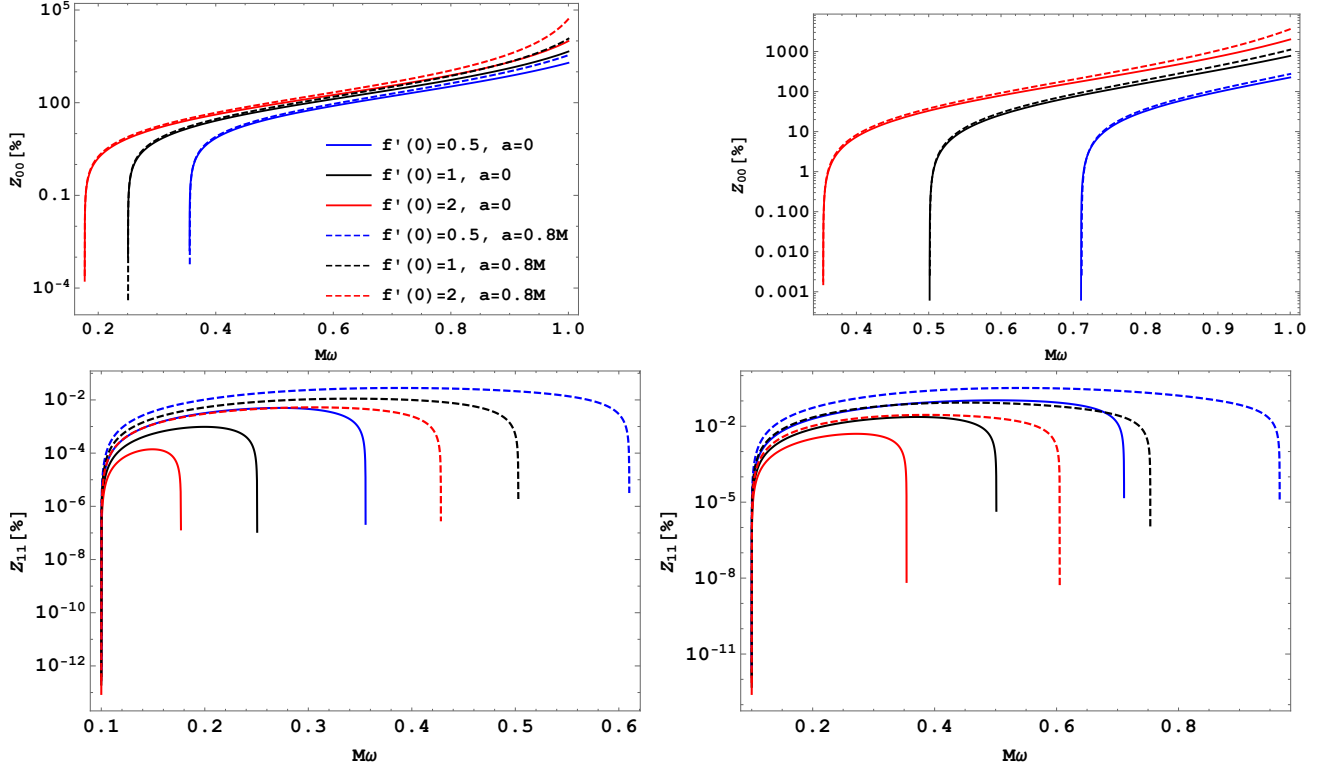 10^5
100
0.1
10^-4
Z_00[%]
f'(0)=0.5, a=0
f'(0)=1, a=0
f'(0)=2, a=0
f'(0)=0.5, a=0.8M
f'(0)=1, a=0.8M
f'(0)=2, a=0.8M
0.2 0.4 0.6 0.8 1.0
Mω
1000
100
10
1
0.100
0.010
0.001
Z_00[%]
0.4 0.5 0.6 0.7 0.8 0.9 1.0
Mω
10^-2
10^-4
10^-6
10^-8
10^-10
10^-12
Z_11[%]
0.1 0.2 0.3 0.4 0.5 0.6
Mω
10^-2
10^-5
10^-8
10^-11
Z_11[%]
0.2 0.4 0.6 0.8
Mω